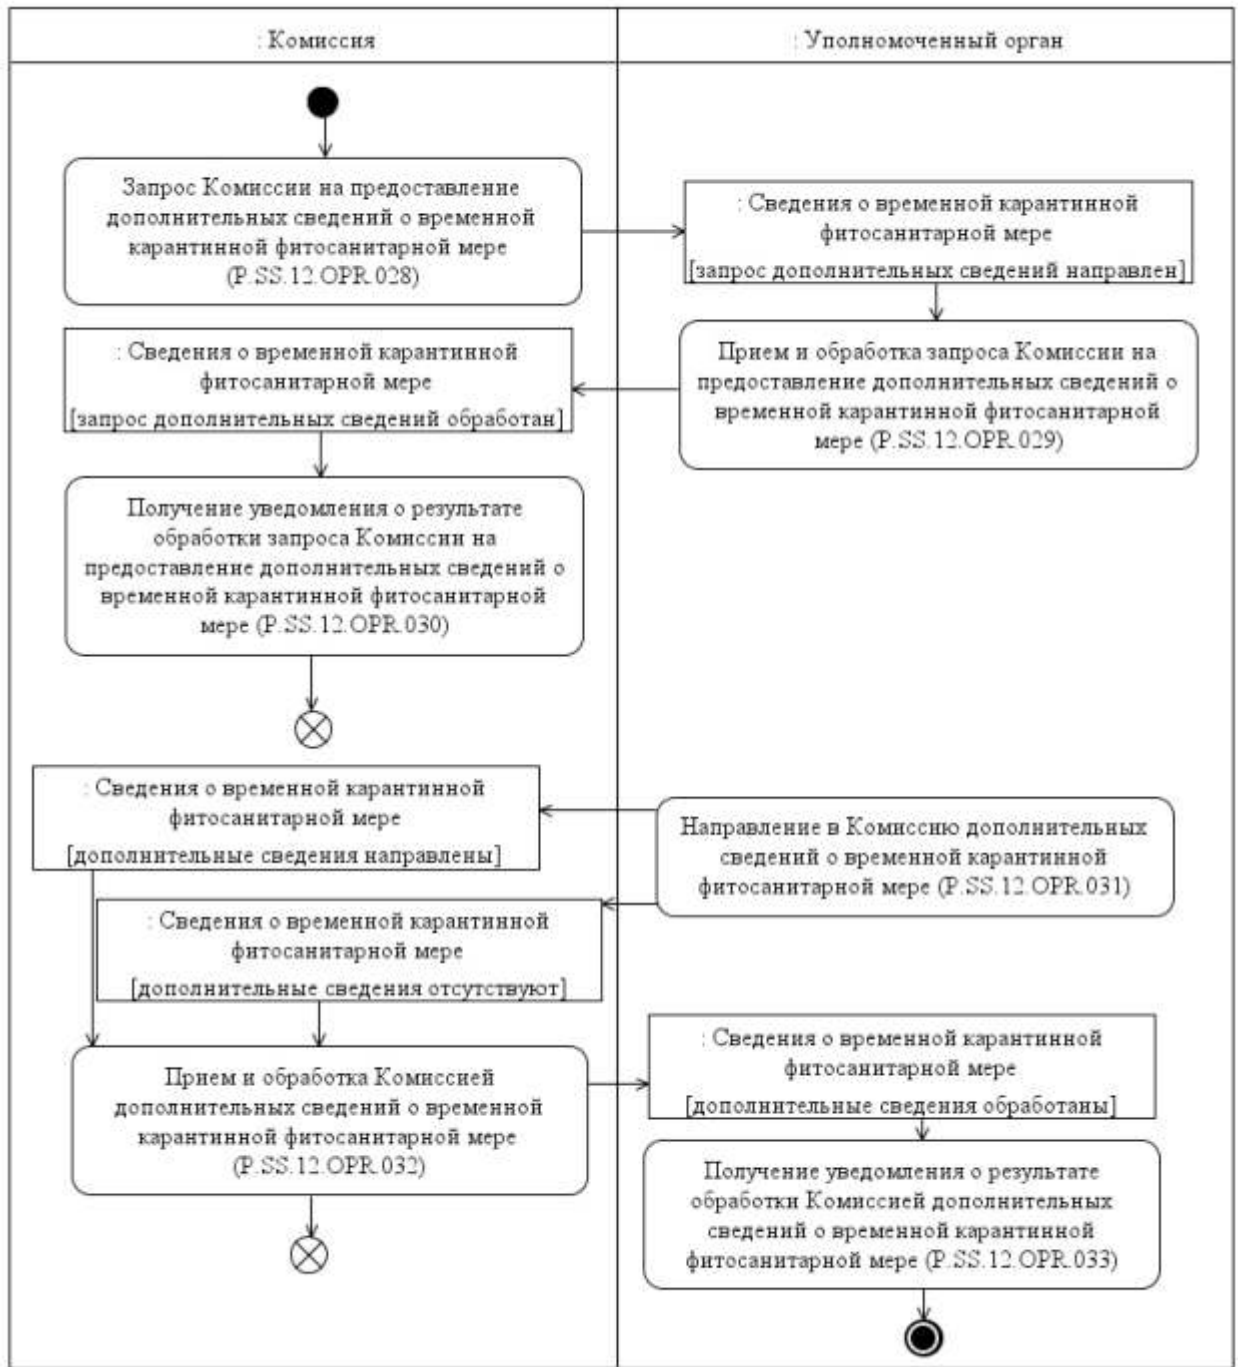 : Комиссия
: Уполномоченный орган
Запрос Комиссии на предоставление
дополнительных сведений о временной
карантинной фитосанитарной мере
(P.SS.12.OPR.028)
: Сведения о временной карантинной
фитосанитарной мере
[запрос дополнительных сведений направлен]
Прием и обработка запроса Комиссии на
предоставление дополнительных сведений о
временной карантинной фитосанитарной
мере (P.SS.12.OPR.029)
: Сведения о временной карантинной
фитосанитарной мере
[запрос дополнительных сведений обработан]
Получение уведомления о результате
обработки запроса Комиссии на
предоставление дополнительных сведений о
временной карантинной фитосанитарной
мере (P.SS.12.OPR.030)
: Сведения о временной карантинной
фитосанитарной мере
[дополнительные сведения направлены]
Направление в Комиссию дополнительных
сведений о временной карантинной
фитосанитарной мере (P.SS.12.OPR.031)
: Сведения о временной карантинной
фитосанитарной мере
[дополнительные сведения отсутствуют]
Прием и обработка Комиссией
дополнительных сведений о временной
карантинной фитосанитарной мере
(P.SS.12.OPR.032)
: Сведения о временной карантинной
фитосанитарной мере
[дополнительные сведения обработаны]
Получение уведомления о результате
обработки Комиссией дополнительных
сведений о временной карантинной
фитосанитарной мере (P.SS.12.OPR.033)